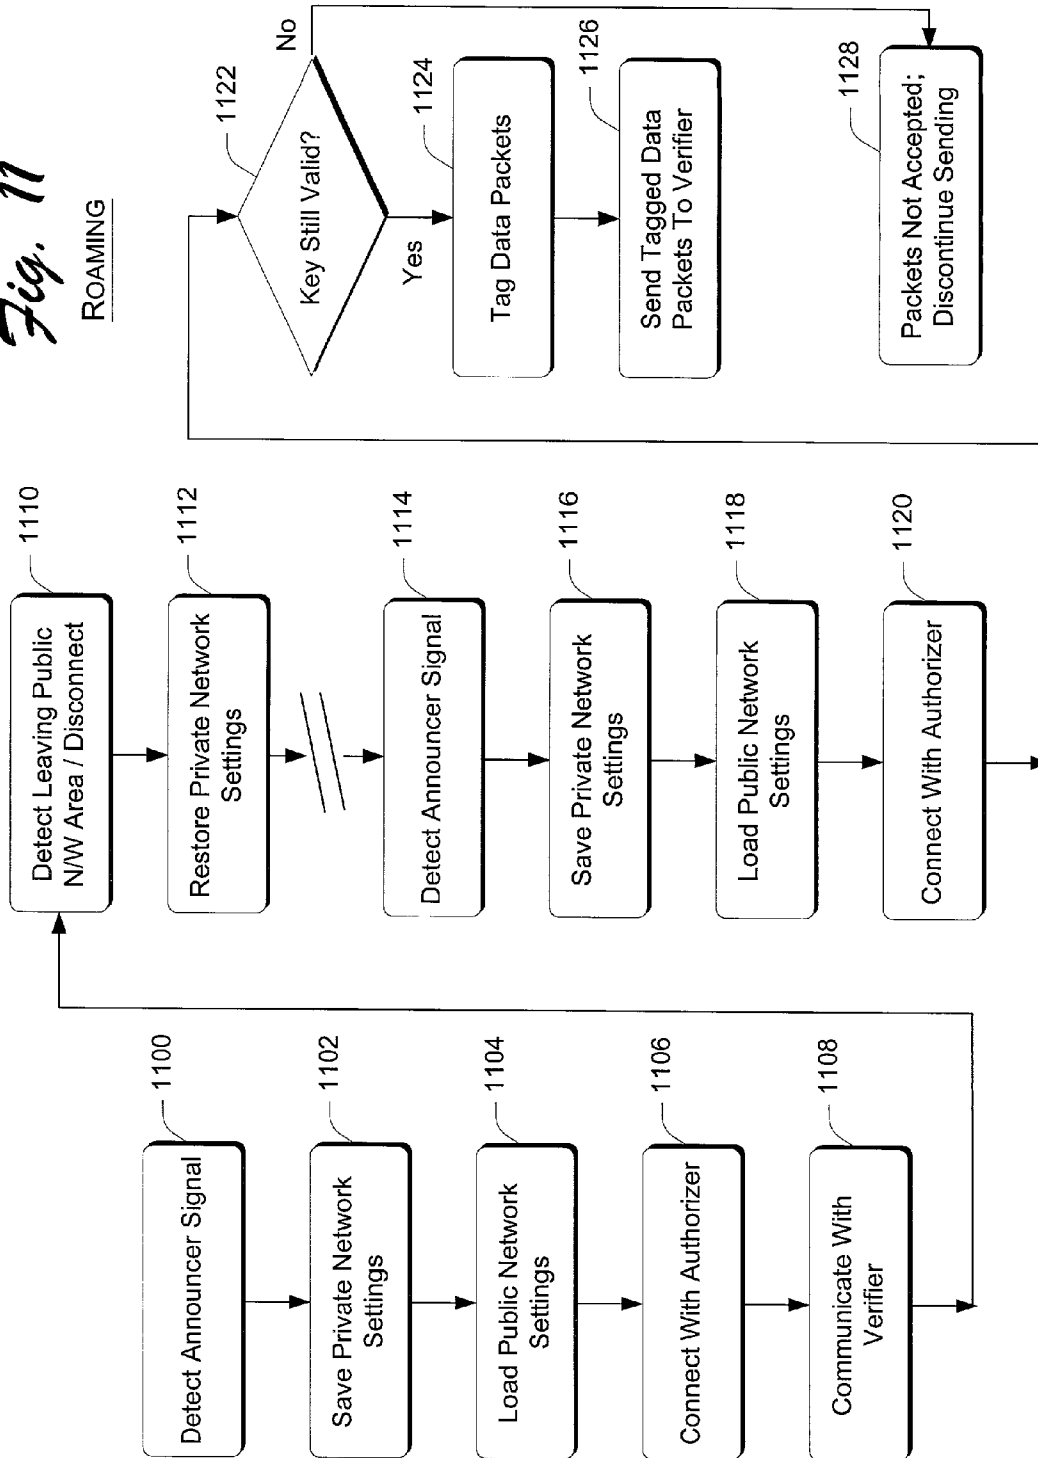 Fig. 11
ROAMING
Detect Announcer Signal
1100
Save Private Network
Settings
1102
Load Public Network
Settings
1104
Connect With Authorizer
1106
Communicate With
Verifier
1108
Detect Leaving Public
N/W Area / Disconnect
1110
Restore Private Network
Settings
1112
Detect Announcer Signal
1114
Save Private Network
Settings
1116
Load Public Network
Settings
1118
Connect With Authorizer
1120
Key Still Valid?
1122
No
Yes
Tag Data Packets
1124
Send Tagged Data
Packets To Verifier
1126
Packets Not Accepted;
Discontinue Sending
1128